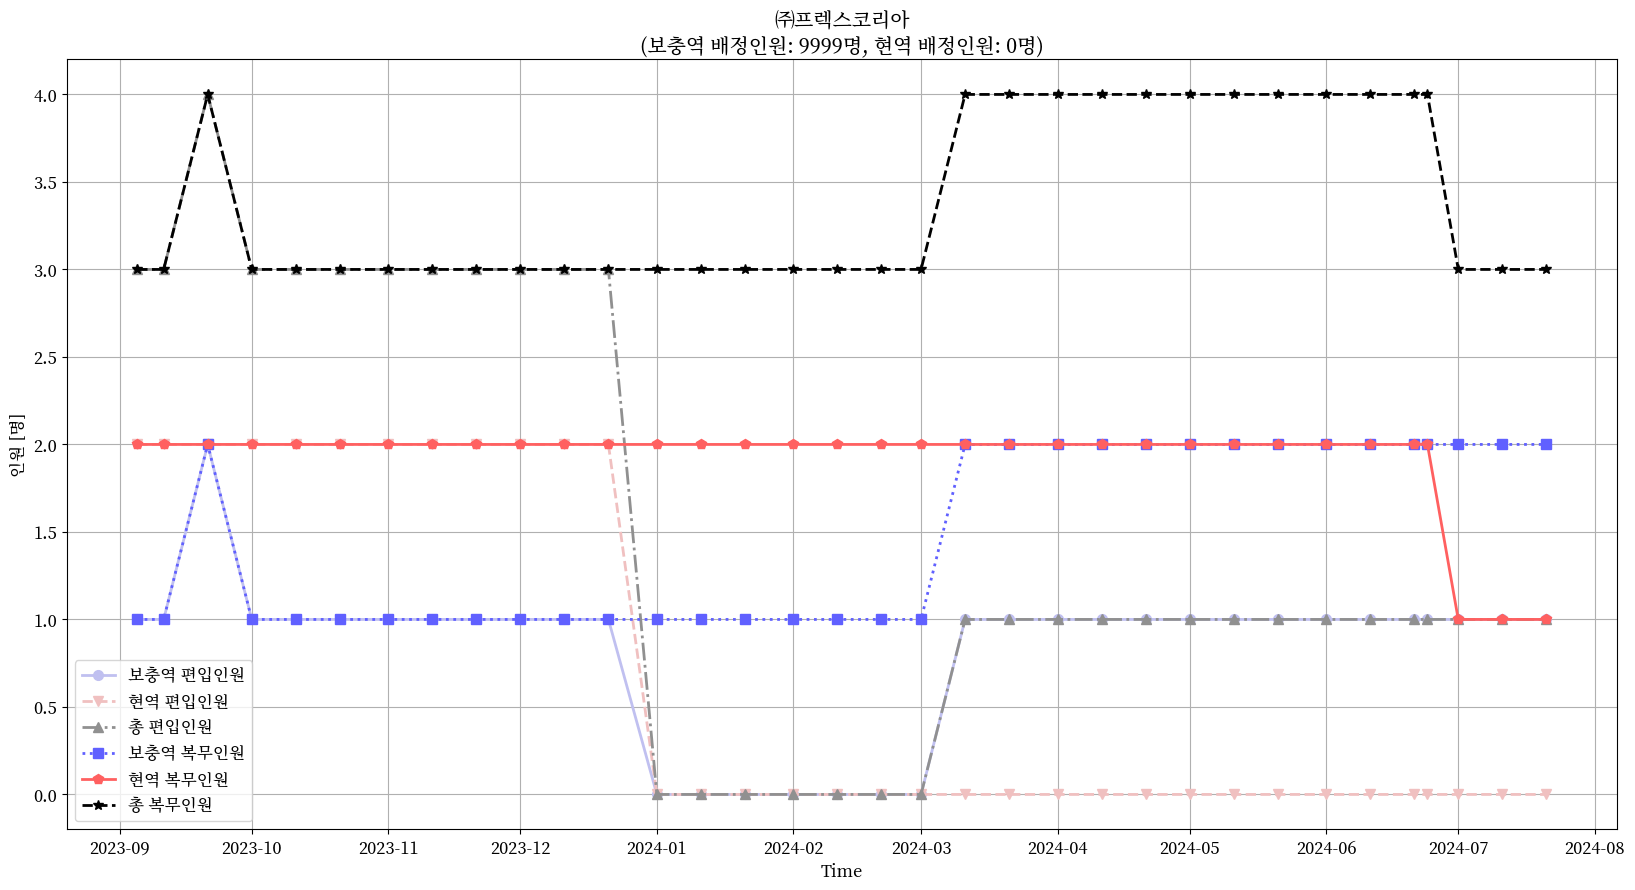 ㈜프렉스코리아
(보충역 배정인원: 9999명, 현역 배정인원: 0명)
인원 [명]
4.0
3.5
3.0
2.5
2.0
1.5
1.0
0.5
0.0
보충역 편입인원
현역 편입인원
총 편입인원
보충역 복무인원
현역 복무인원
총 복무인원
2023-09 2023-10 2023-11 2023-12 2024-01 2024-02 2024-03 2024-04 2024-05 2024-06 2024-07 2024-08
Time